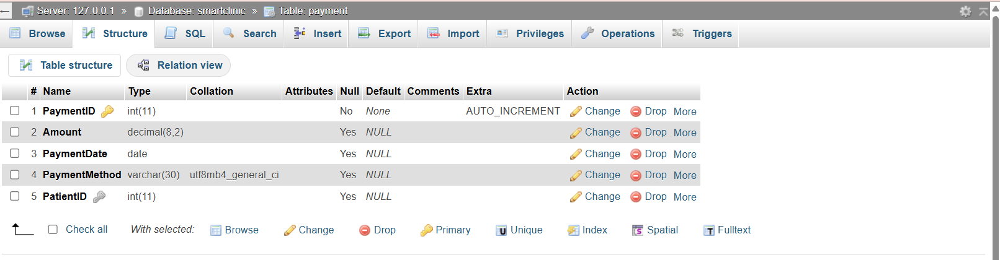 Server: 127.0.0.1 » Database: smartclinic » Table: payment
Browse Structure SQL Search Insert Export Import Privileges Operations Triggers
Table structure Relation view
# Name Type Collation Attributes Null Default Comments Extra Action
1 PaymentID int(11) No None AUTO_INCREMENT Change Drop More
2 Amount decimal(8,2) Yes NULL Change Drop More
3 PaymentDate date Yes NULL Change Drop More
4 PaymentMethod varchar(30) utf8mb4_general_ci Yes NULL Change Drop More
5 PatientID int(11) Yes NULL Change Drop More
Check all With selected: Browse Change Drop Primary Unique Index Spatial Fulltext